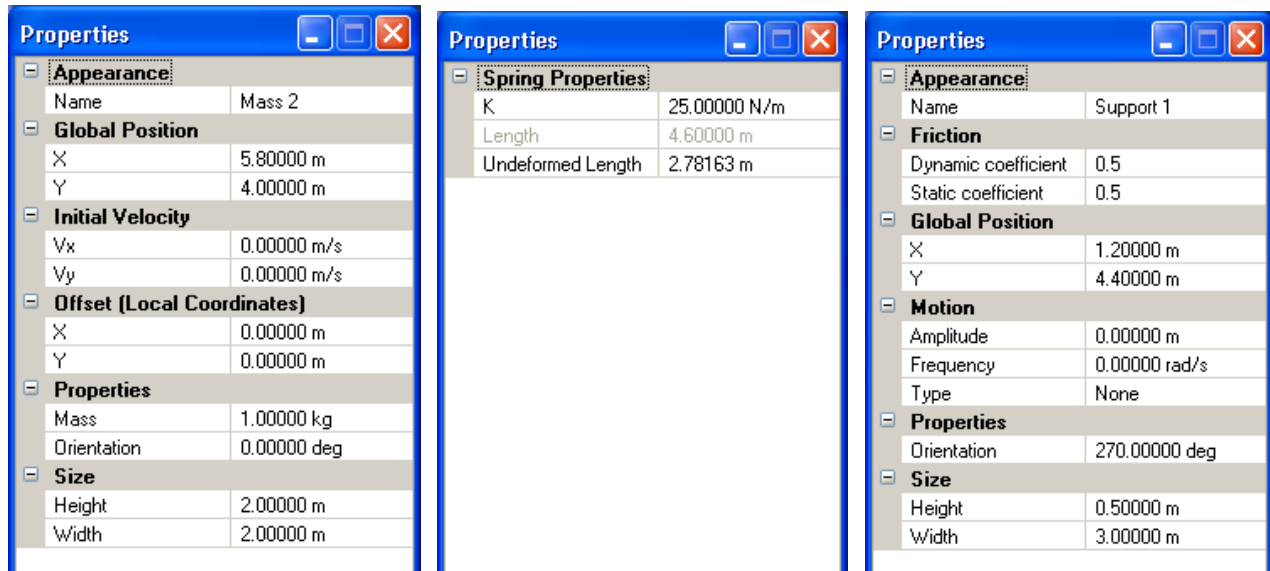 Properties
Appearance
Name Mass 2
Global Position
X 5.80000 m
Y 4.00000 m
Initial Velocity
Vx 0.00000 m/s
Vy 0.00000 m/s
Offset (Local Coordinates)
X 0.00000 m
Y 0.00000 m
Properties
Mass 1.00000 kg
Orientation 0.00000 deg
Size
Height 2.00000 m
Width 2.00000 m
Properties
Spring Properties
K 25.00000 N/m
Length 4.60000 m
Undeformed Length 2.78163 m
Properties
Appearance
Name Support 1
Friction
Dynamic coefficient 0.5
Static coefficient 0.5
Global Position
X 1.20000 m
Y 4.40000 m
Motion
Amplitude 0.00000 m
Frequency 0.00000 rad/s
Type None
Properties
Orientation 270.00000 deg
Size
Height 0.50000 m
Width 3.00000 m